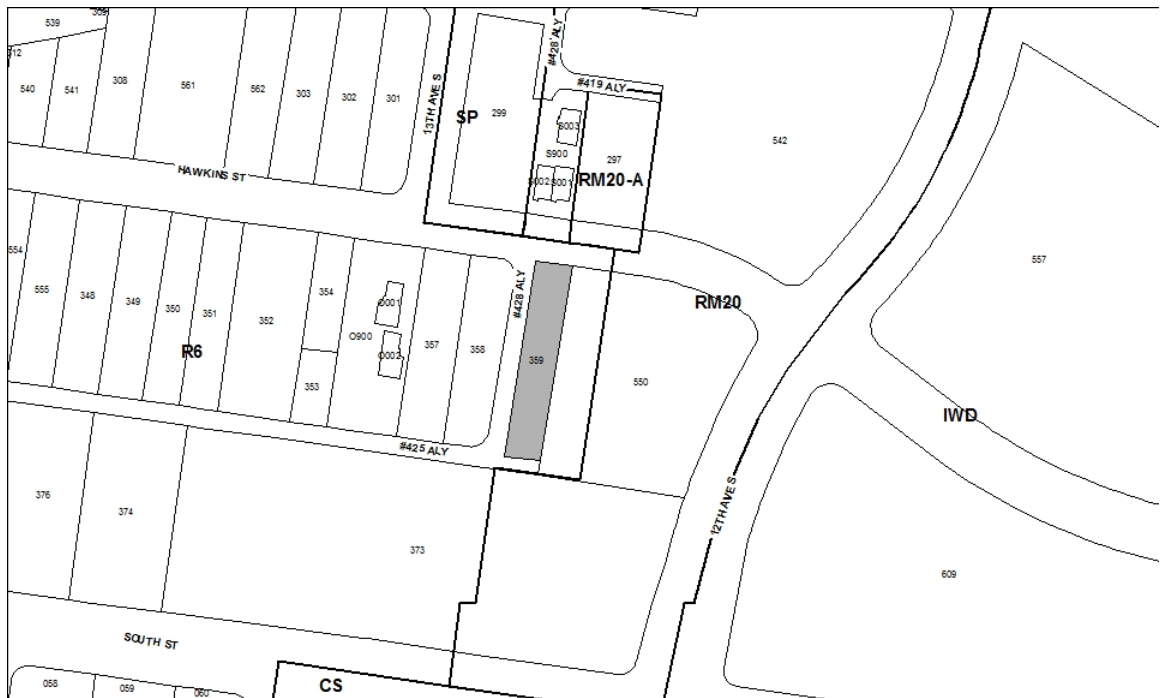 539
309
312
540
541
308
561
562
303
302
301
13TH AVE S
SP
299
#428 ALY
#419 ALY
S003
S900
S002
S001
297
RM20-A
542
557
HAWKINS ST
554
555
348
349
350
351
352
354
353
R6
O900
O001
O002
357
358
#428 ALY
359
RM20
550
IWD
#425 ALY
376
374
373
12TH AVE S
609
SOUTH ST
058
059
060
CS